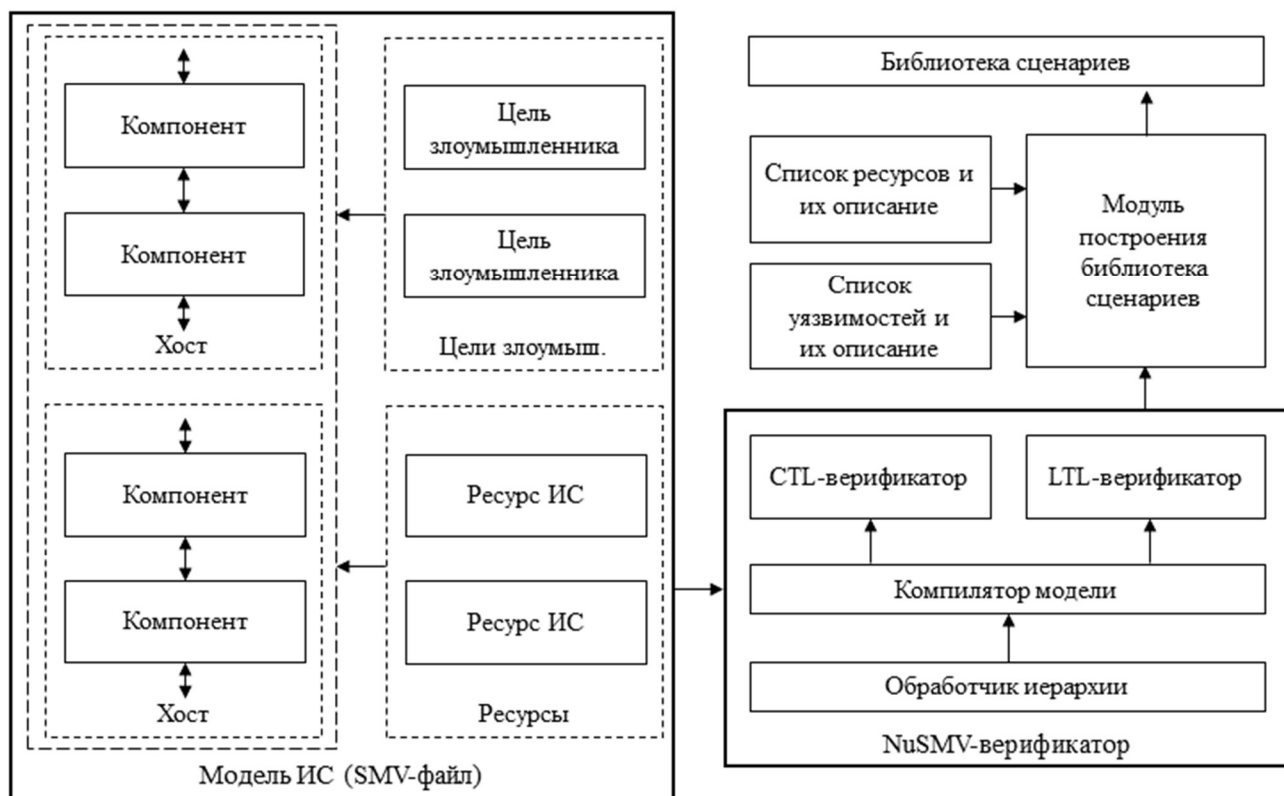 Компонент
Компонент
Хост
Цель
злоумышленника
Цель
злоумышленника
Цели злоумыш.
Компонент
Компонент
Хост
Ресурс ИС
Ресурс ИС
Ресурсы
Модель ИС (SMV-файл)
Библиотека сценариев
Список ресурсов и
их описание
Список
уязвимостей и
их описание
Модуль
построения
библиотека
сценариев
CTL-верификатор
LTL-верификатор
Компилятор модели
Обработчик иерархии
NuSMV-верификатор